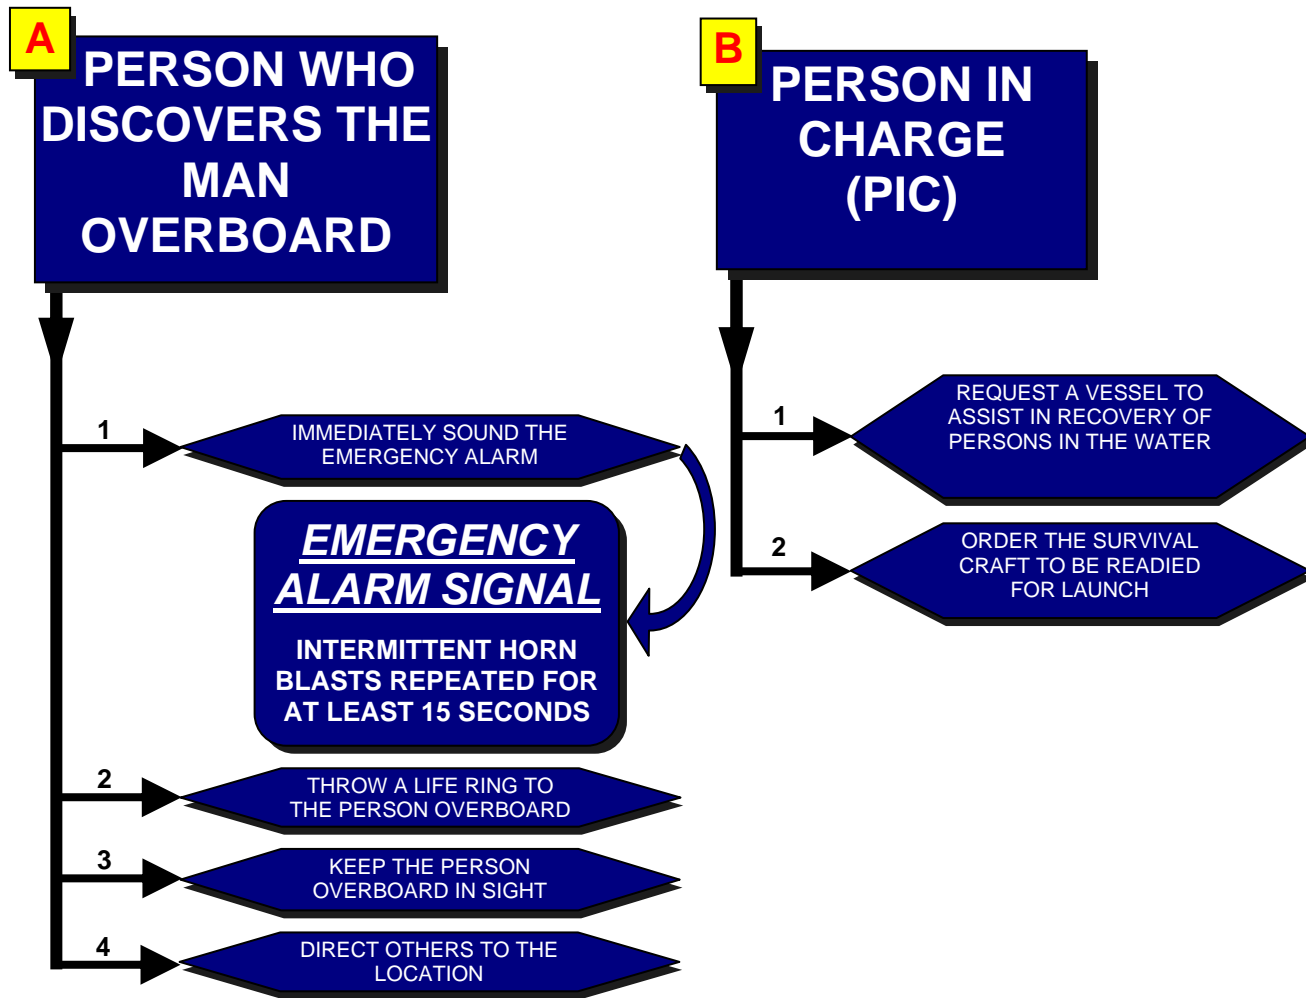 A
PERSON WHO
DISCOVERS THE
MAN
OVERBOARD
1
IMMEDIATELY SOUND THE
EMERGENCY ALARM
EMERGENCY
ALARM SIGNAL
INTERMITTENT HORN
BLASTS REPEATED FOR
AT LEAST 15 SECONDS
2
THROW A LIFE RING TO
THE PERSON OVERBOARD
3
KEEP THE PERSON
OVERBOARD IN SIGHT
4
DIRECT OTHERS TO THE
LOCATION
B
PERSON IN
CHARGE
(PIC)
1
REQUEST A VESSEL TO
ASSIST IN RECOVERY OF
PERSONS IN THE WATER
2
ORDER THE SURVIVAL
CRAFT TO BE READIED
FOR LAUNCH